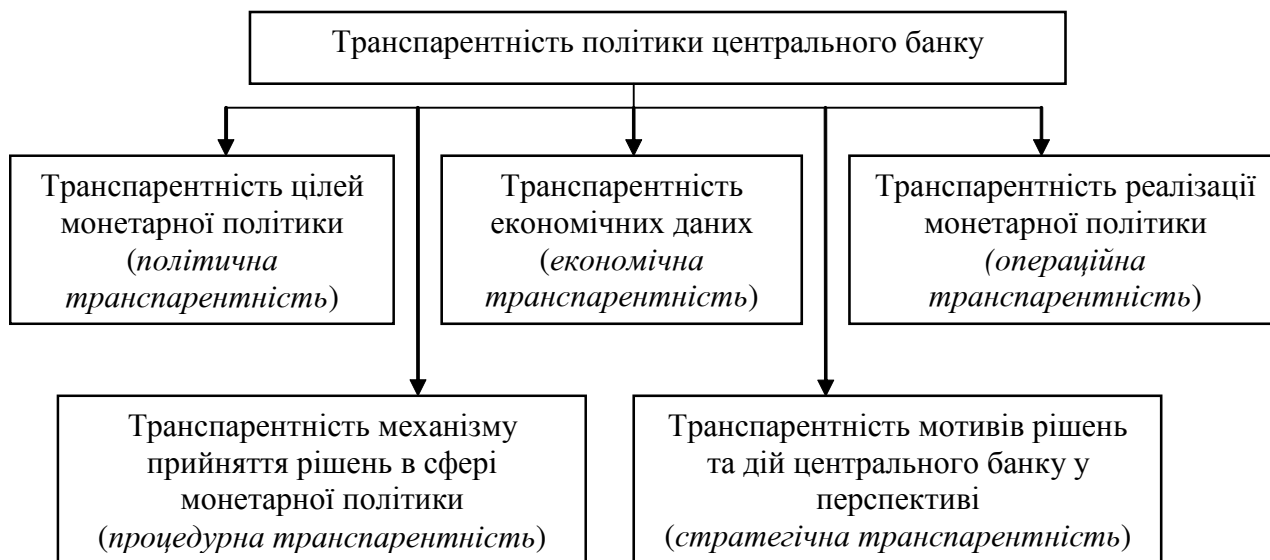 Транспарентність політики центрального банку
Транспарентність цілей
монетарної політики
(політична
транспарентність)
Транспарентність
економічних даних
(економічна
транспарентність)
Транспарентність реалізації
монетарної політики
(операційна
транспарентність)
Транспарентність механізму
прийняття рішень в сфері
монетарної політики
(процедурна транспарентність)
Транспарентність мотивів рішень
та дій центрального банку у
перспективі
(стратегічна транспарентність)